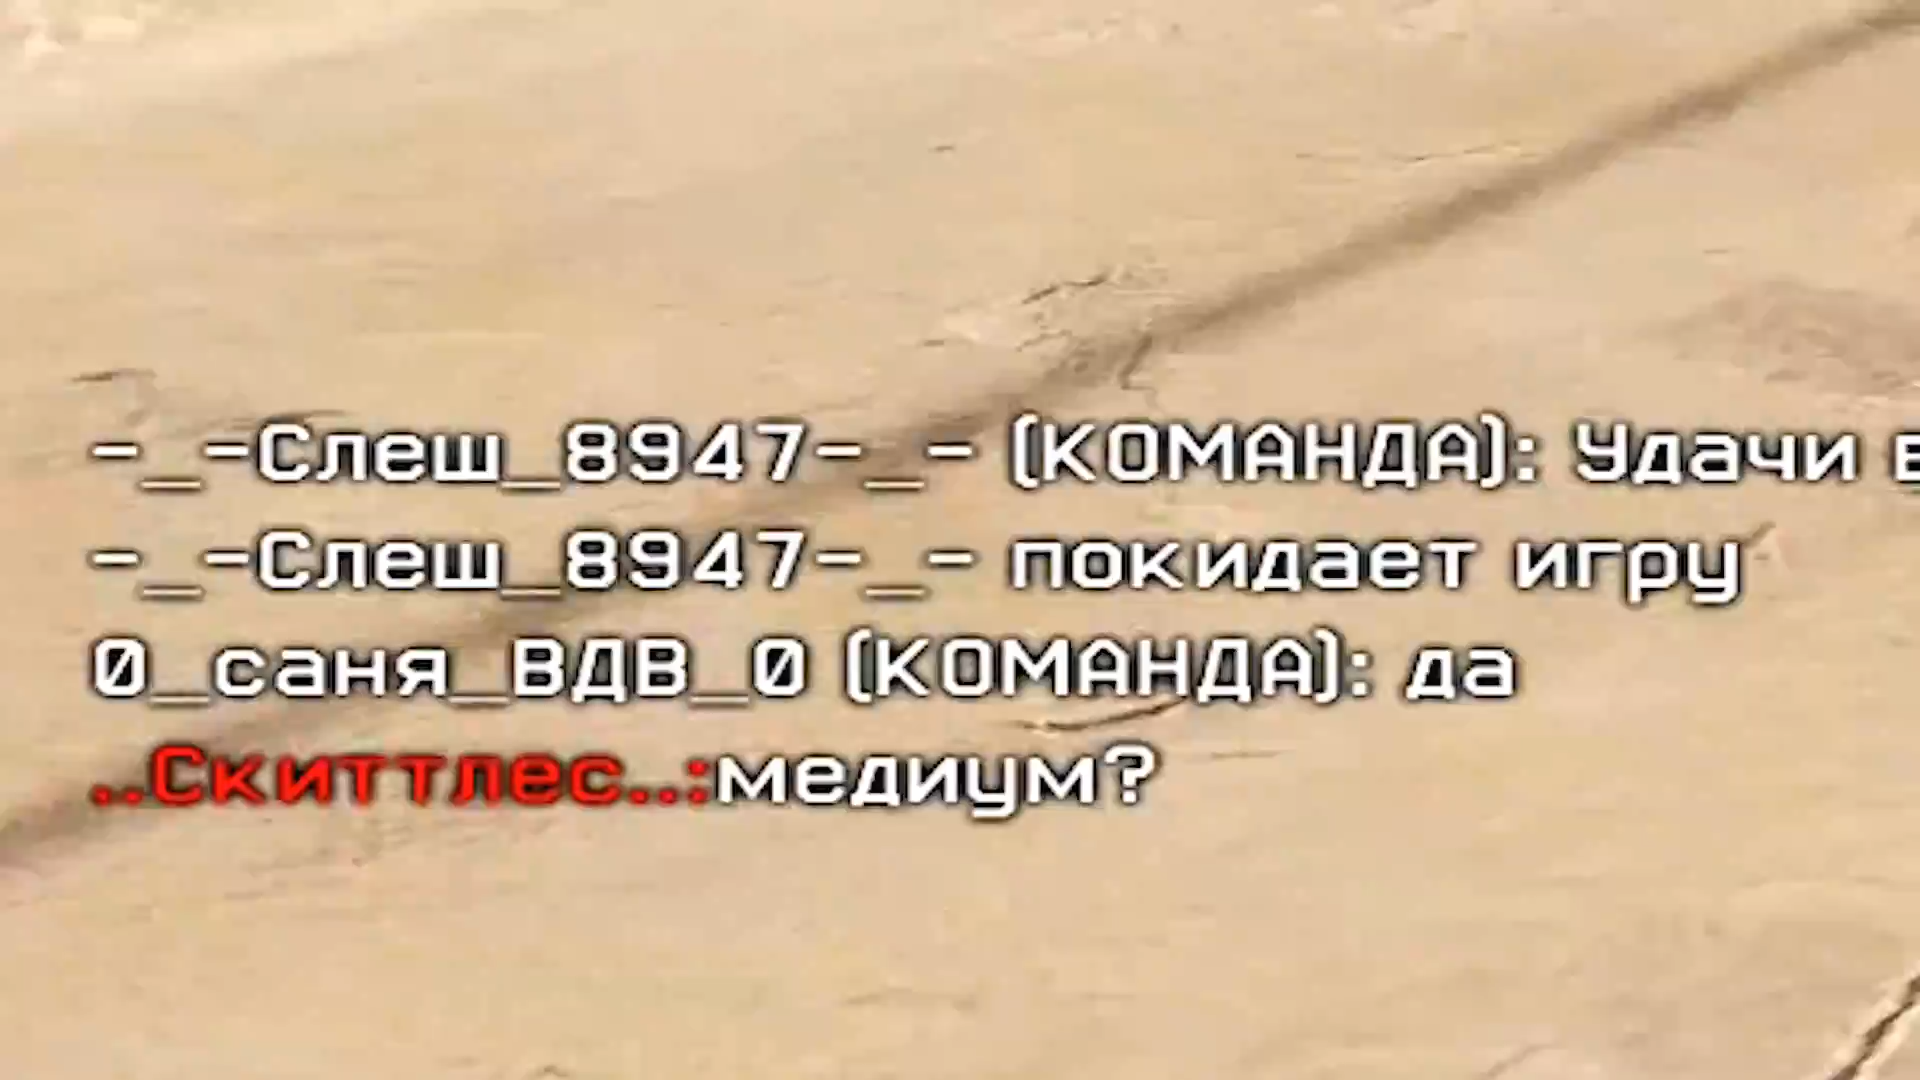 -_-Слеш_8947-_- (КОМАНДА): Удачи
-_-Слеш_8947-_- покидает игру
0_саня_ВДВ_0 (КОМАНДА): да
..Скиттлес..:медиум?